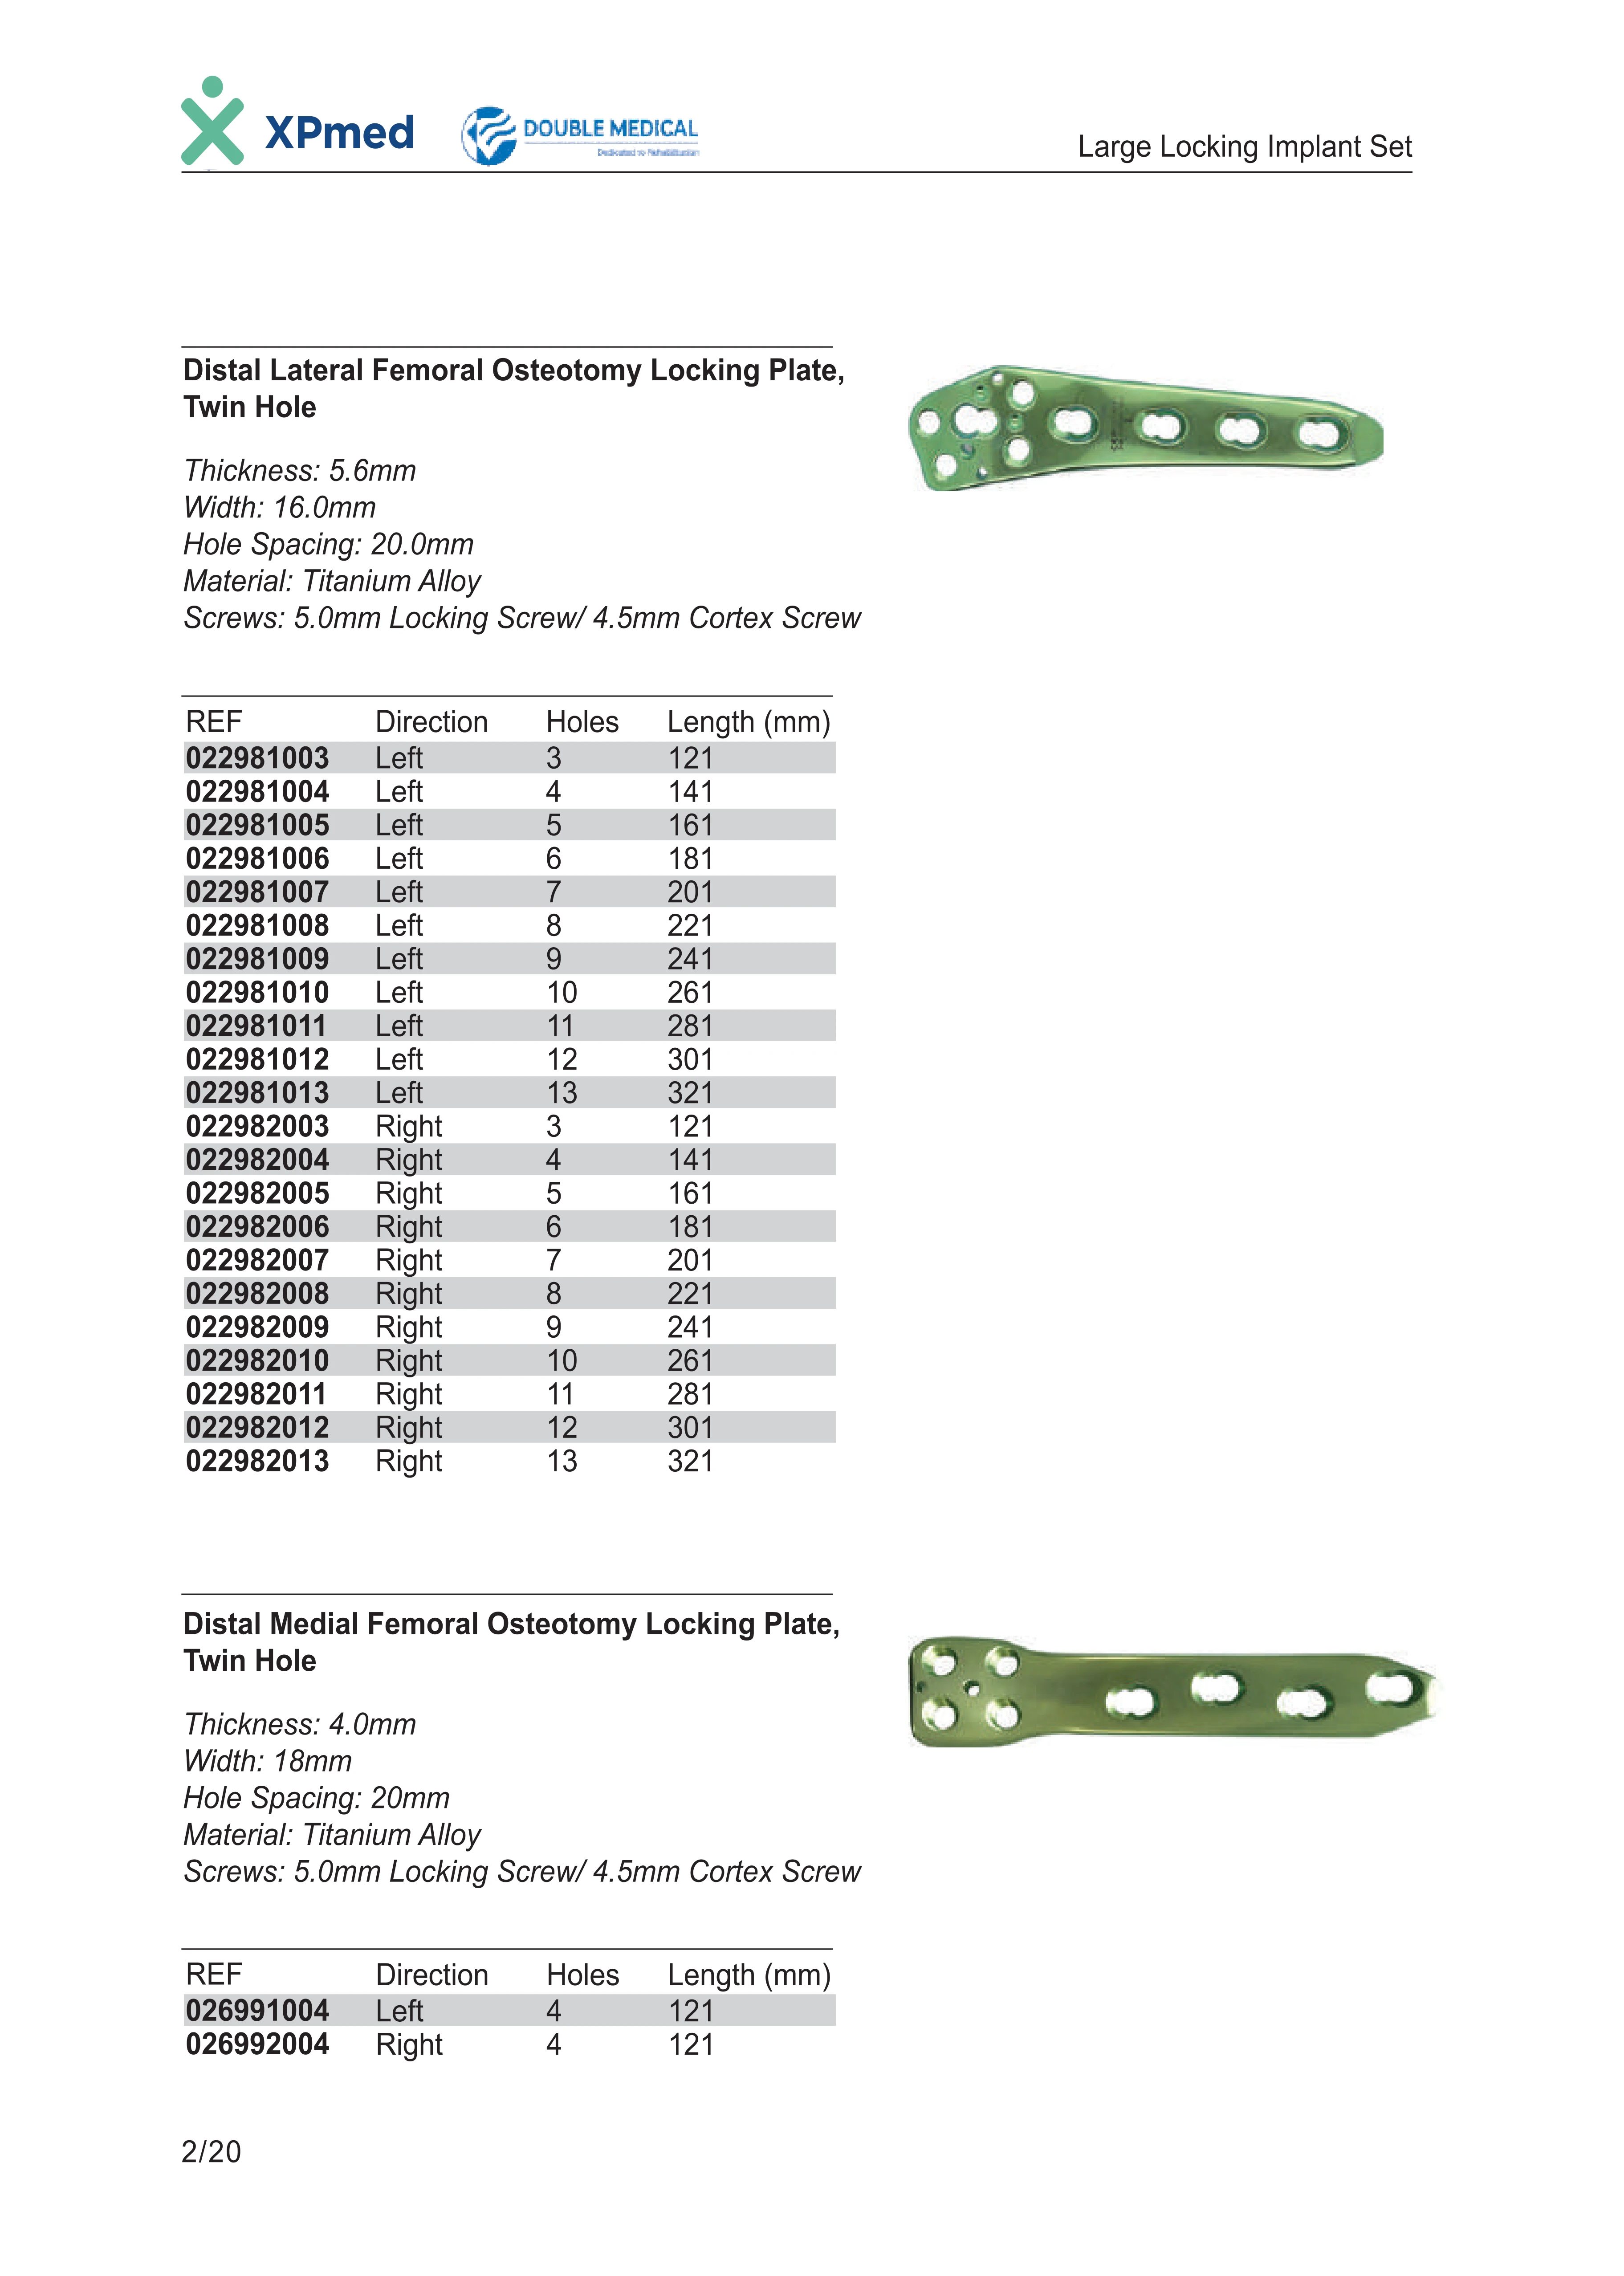 XPmed
DOUBLE MEDICAL
Dedicated to Rehabilitation
Large Locking Implant Set
Distal Lateral Femoral Osteotomy Locking Plate,
Twin Hole
Thickness: 5.6mm
Width: 16.0mm
Hole Spacing: 20.0mm
Material: Titanium Alloy
Screws: 5.0mm Locking Screw/ 4.5mm Cortex Screw
REF Direction Holes Length (mm)
022981003 Left 3 121
022981004 Left 4 141
022981005 Left 5 161
022981006 Left 6 181
022981007 Left 7 201
022981008 Left 8 221
022981009 Left 9 241
022981010 Left 10 261
022981011 Left 11 281
022981012 Left 12 301
022981013 Left 13 321
022982003 Right 3 121
022982004 Right 4 141
022982005 Right 5 161
022982006 Right 6 181
022982007 Right 7 201
022982008 Right 8 221
022982009 Right 9 241
022982010 Right 10 261
022982011 Right 11 281
022982012 Right 12 301
022982013 Right 13 321
Distal Medial Femoral Osteotomy Locking Plate,
Twin Hole
Thickness: 4.0mm
Width: 18mm
Hole Spacing: 20mm
Material: Titanium Alloy
Screws: 5.0mm Locking Screw/ 4.5mm Cortex Screw
REF Direction Holes Length (mm)
026991004 Left 4 121
026992004 Right 4 121
2/20